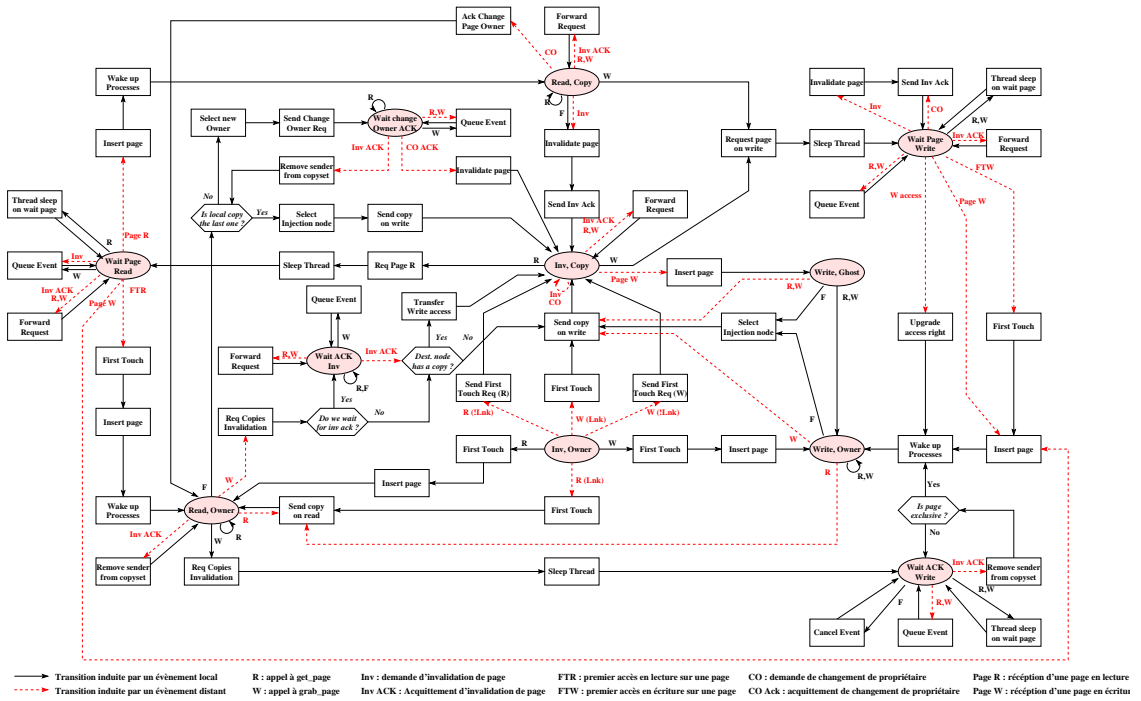 Ack Change
Page Owner
Forward
Request
CO
Inv ACK
R,W
Wake up
Processes
Read, Copy
W
R
F
Inv
Invalidate page
Send Inv Ack
Thread sleep
on wait page
Inv
CO
R,W
Select new
Owner
Send Change
Owner Req
R
Wait change
Owner ACK
R,W
W
Queue Event
Inv ACK
CO ACK
Insert page
Invalidate page
Request page
on write
Sleep Thread
Wait Page
Write
Inv ACK
Forward
Request
R,W
FTW
Remove sender
from copyset
Invalidate page
Queue Event
W access
Page W
No
Thread sleep
on wait page
Is local copy
the last one ?
Yes
Select
Injection node
Send copy
on write
Send Inv Ack
Inv ACK
R,W
Forward
Request
Page R
R
Queue Event
Inv
W
Wait Page
Read
Sleep Thread
Req Page R
R
Inv, Copy
W
Page W
Insert page
Write, Ghost
Inv
CO
R,W
F
R,W
Inv ACK
R,W
Page W
FTR
Forward
Request
Queue Event
Transfer
Write access
W
Yes
No
Send copy
on write
Select
Injection node
Upgrade
access right
First Touch
First Touch
Forward
Request
R,W
Wait ACK
Inv
Inv ACK
Dest. node
has a copy ?
R,F
Yes
Send First
Touch Req (R)
First Touch
Send First
Touch Req (W)
Insert page
Req Copies
Invalidation
Do we wait
for inv ack ?
No
R (!Lnk)
W (Lnk)
W (!Lnk)
F
First Touch
R
Inv, Owner
W
First Touch
Insert page
W
Write, Owner
R,W
R
Wake up
Processes
Insert page
W
R (Lnk)
Insert page
Yes
F
Wake up
Processes
Read, Owner
R
R
Send copy
on read
First Touch
Is page
exclusive ?
Inv ACK
W
No
Remove sender
from copyset
Req Copies
Invalidation
Sleep Thread
Wait ACK
Write
Inv ACK
Remove sender
from copyset
F
R,W
R,W
Cancel Event
Queue Event
Thread sleep
on wait page
Transition induite par un évènement local R : appel à get_page Inv : demande d'invalidation de page FTR : premier accès en lecture sur une page CO : demande de changement de propriétaire Page R : récéption d'une page en lecture
Transition induite par un évènement distant W : appel à grab_page Inv ACK : Acquittement d'invalidation de page FTW : premier accès en écriture sur une page CO Ack : acquittement de changement de propriétaire Page W : récéption d'une page en écritur